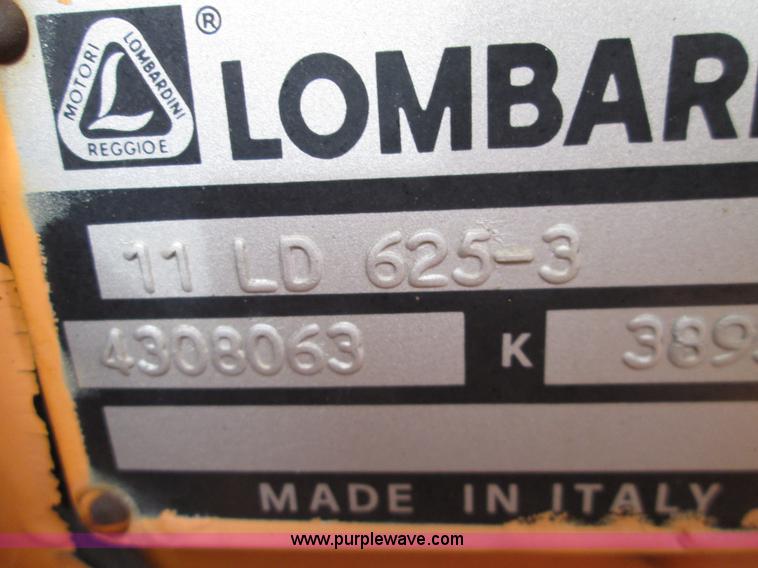 MOTORI LOMBARDINI REGGIO E
®
LOMBAR
11 LD 625-3
4308063 K 389
MADE IN ITALY
www.purplewave.com